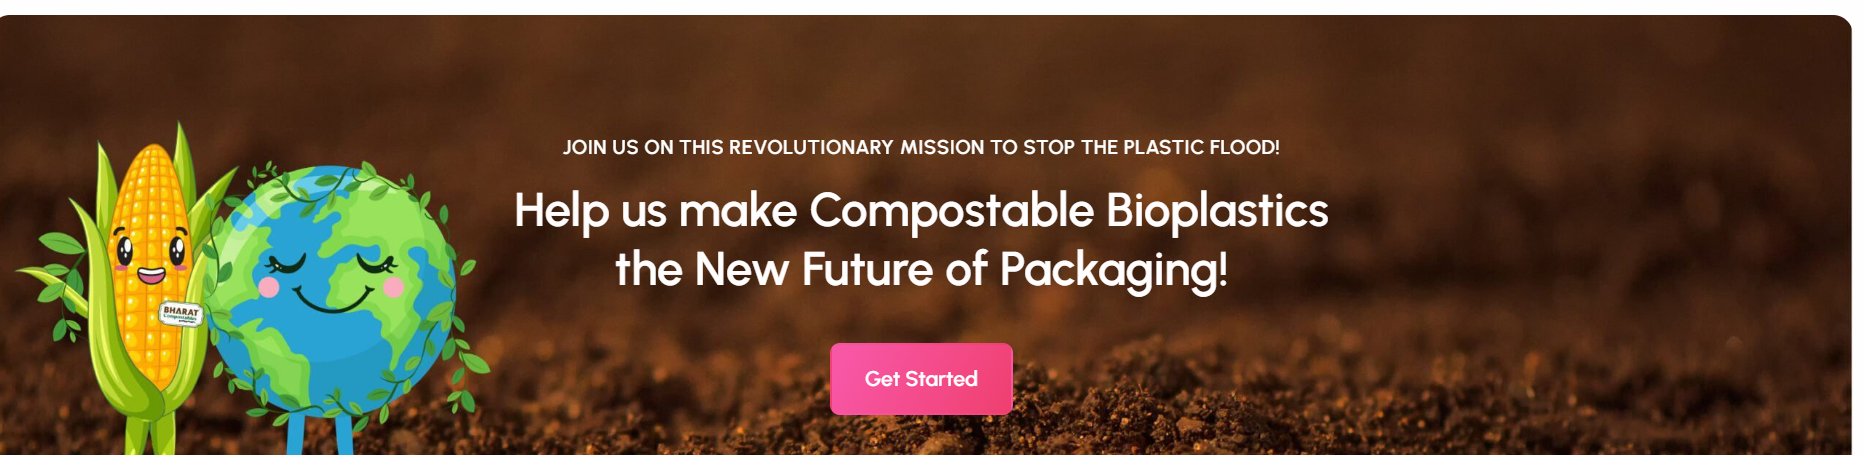 JOIN US ON THIS REVOLUTIONARY MISSION TO STOP THE PLASTIC FLOOD!
Help us make Compostable Bioplastics
the New Future of Packaging!
BHARAT
Compostables
Get Started